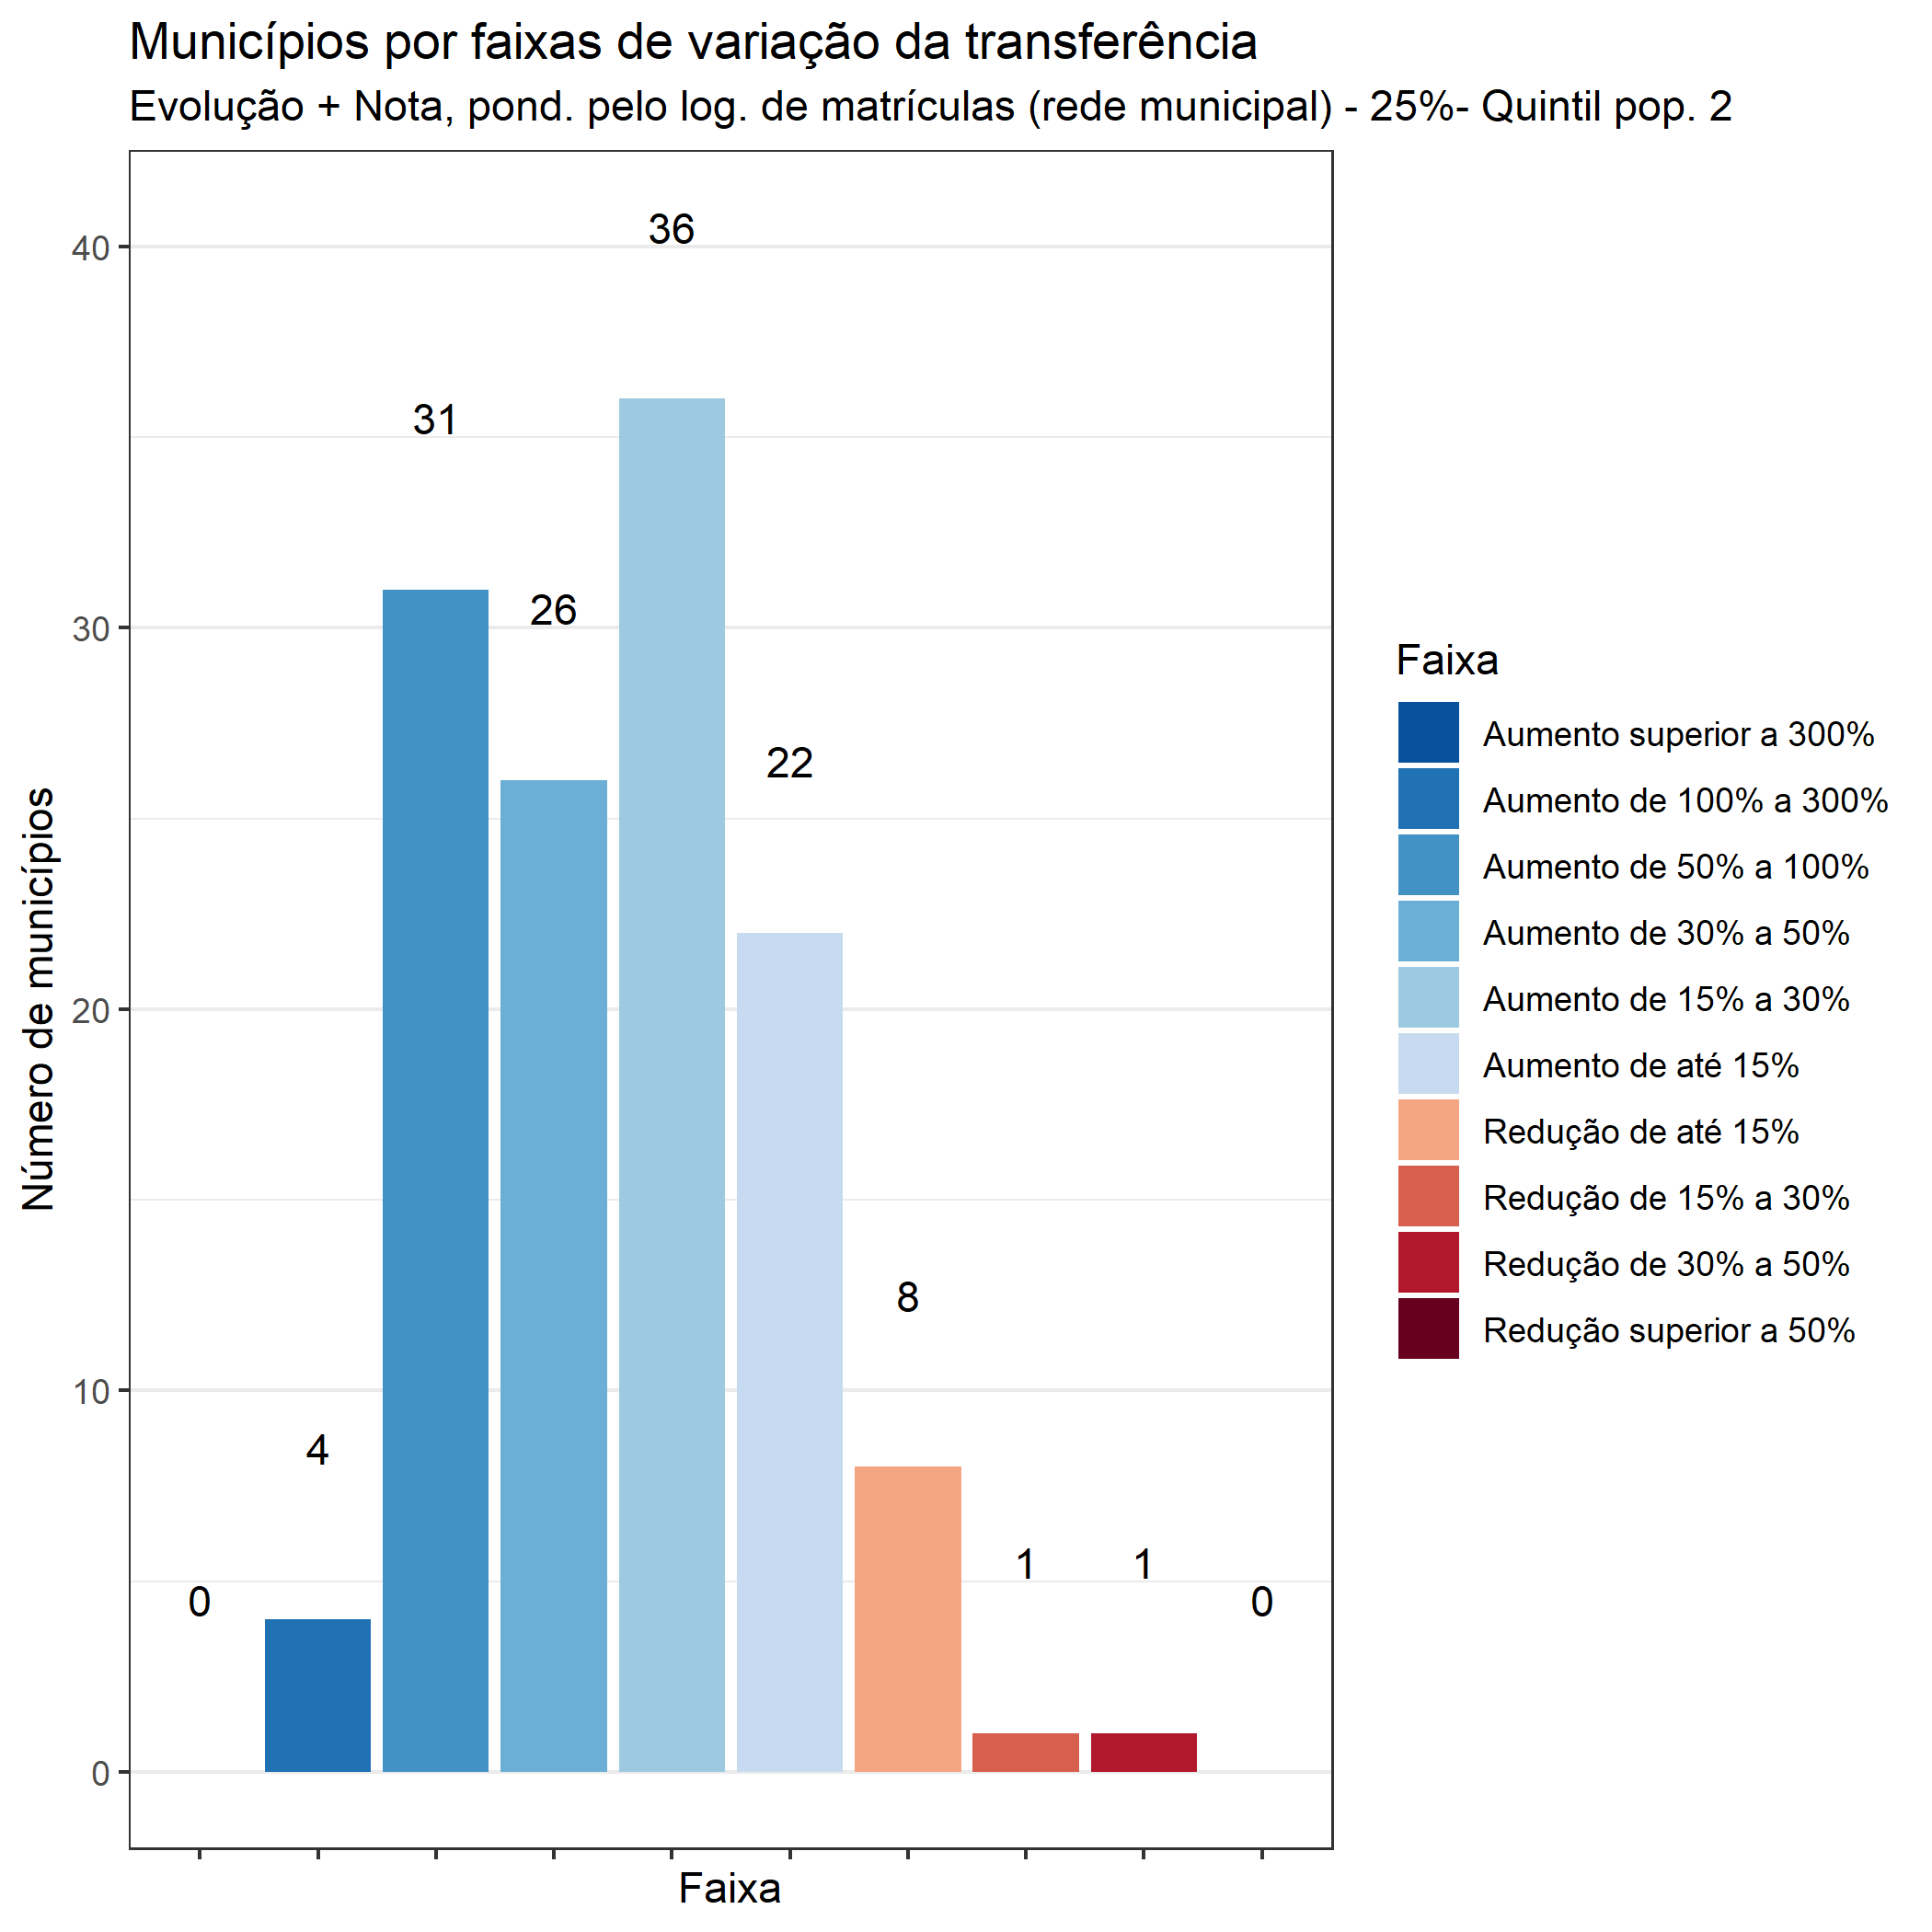 Municípios por faixas de variação da transferência
Evolução + Nota, pond. pelo log. de matrículas (rede municipal) - 25%- Quintil pop. 2
Número de municípios
40
30
20
10
0
0
4
31
26
36
22
8
1
1
0
Faixa
Faixa
Aumento superior a 300%
Aumento de 100% a 300%
Aumento de 50% a 100%
Aumento de 30% a 50%
Aumento de 15% a 30%
Aumento de até 15%
Redução de até 15%
Redução de 15% a 30%
Redução de 30% a 50%
Redução superior a 50%